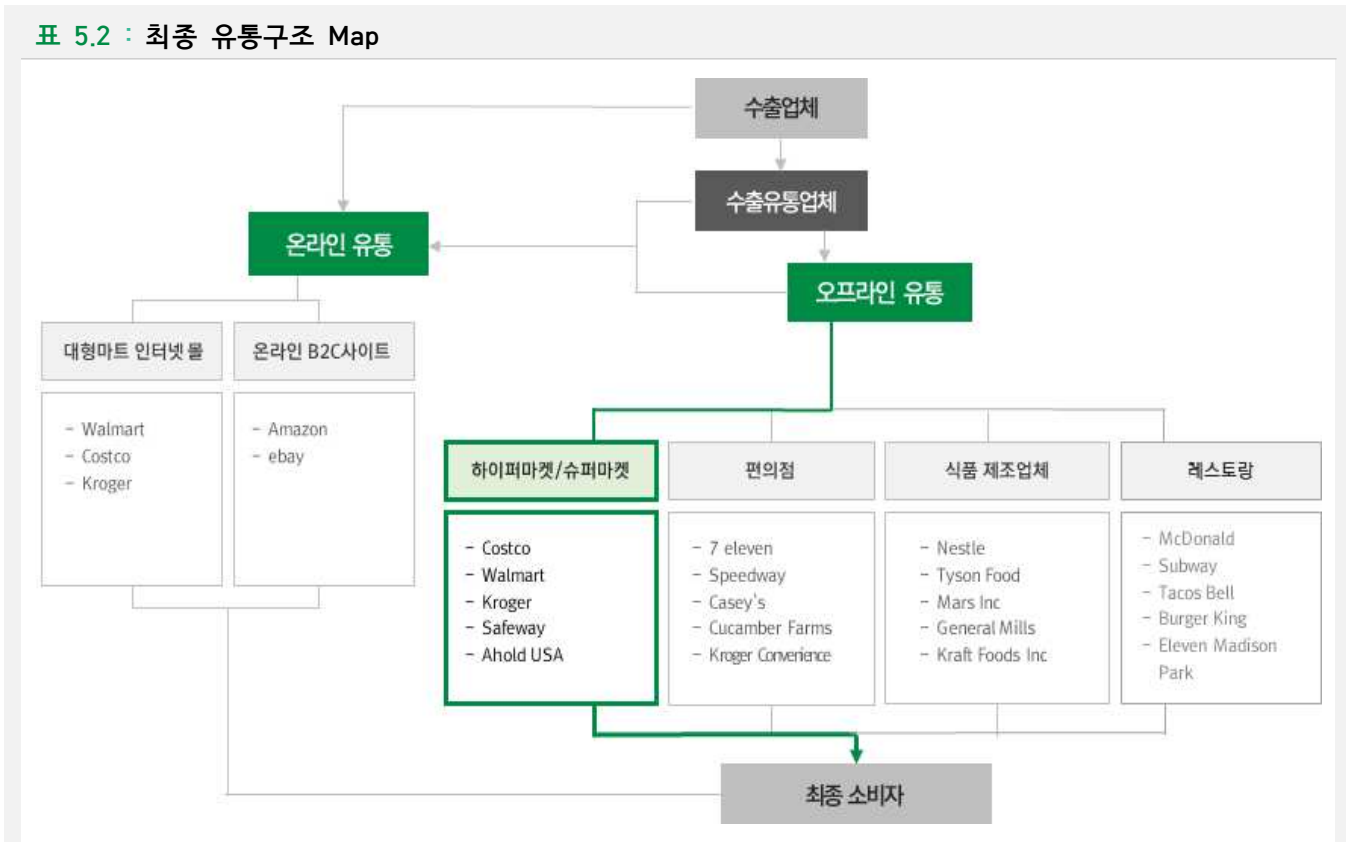 표 5.2 : 최종 유통구조 Map
수출업체
수출유통업체
온라인 유통
오프라인 유통
대형마트 인터넷 몰
온라인 B2C사이트
- Walmart
- Costco
- Kroger
- Amazon
- ebay
하이퍼마켓/슈퍼마켓
편의점
식품 제조업체
레스토랑
- Costco
- Walmart
- Kroger
- Safeway
- Ahold USA
- 7 eleven
- Speedway
- Casey's
- Cucamber Farms
- Kroger Converience
- Nestle
- Tyson Food
- Mars Inc
- General Mills
- Kraft Foods Inc
- McDonald
- Subway
- Tacos Bell
- Burger King
- Eleven Madison
Park
최종 소비자